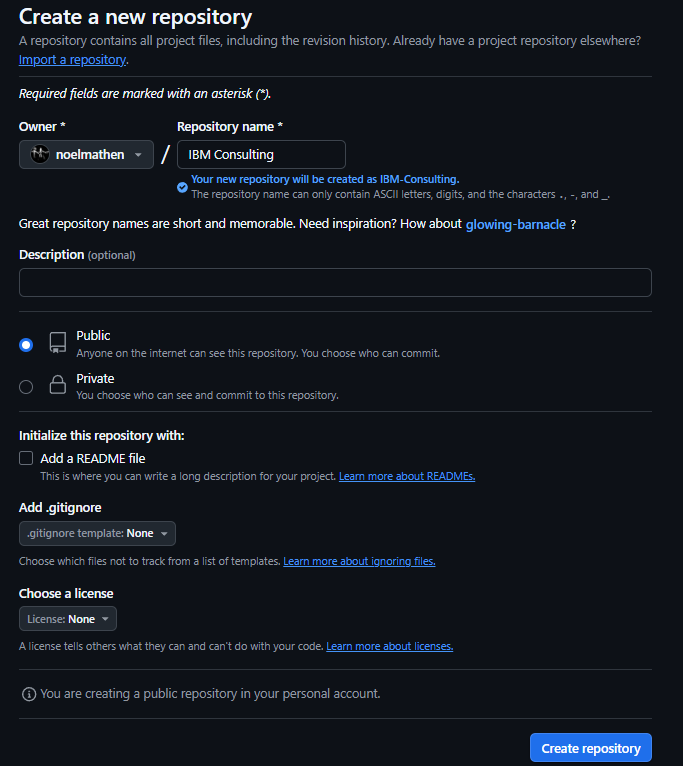 Create a new repository
A repository contains all project files, including the revision history. Already have a project repository elsewhere?
Import a repository.
Required fields are marked with an asterisk (*).
Owner *
Repository name *
noelmathen
/
IBM Consulting
Your new repository will be created as IBM-Consulting.
The repository name can only contain ASCII letters, digits, and the characters ., -, and _.
Great repository names are short and memorable. Need inspiration? How about glowing-barnacle ?
Description (optional)
Public
Anyone on the internet can see this repository. You choose who can commit.
Private
You choose who can see and commit to this repository.
Initialize this repository with:
Add a README file
This is where you can write a long description for your project. Learn more about READMEs.
Add .gitignore
.gitignore template: None
Choose which files not to track from a list of templates. Learn more about ignoring files.
Choose a license
License: None
A license tells others what they can and can't do with your code. Learn more about licenses.
You are creating a public repository in your personal account.
Create repository